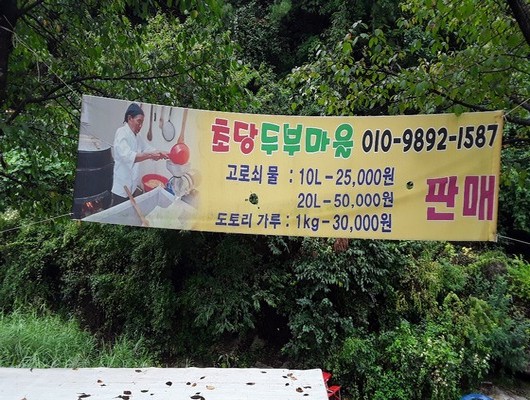 초당두부마을 010-9892-1587
고로쇠 물 : 10L - 25,000원
20L - 50,000원
도토리 가루 : 1kg - 30,000원
판매